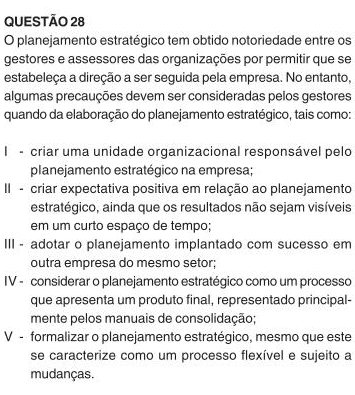 QUESTÃO 28
O planejamento estratégico tem obtido notoriedade entre os
gestores e assessores das organizações por permitir que se
estabeleça a direção a ser seguida pela empresa. No entanto,
algumas precauções devem ser consideradas pelos gestores
quando da elaboração do planejamento estratégico, tais como:
I - criar uma unidade organizacional responsável pelo
planejamento estratégico na empresa;
II - criar expectativa positiva em relação ao planejamento
estratégico, ainda que os resultados não sejam visíveis
em um curto espaço de tempo;
III - adotar o planejamento implantado com sucesso em
outra empresa do mesmo setor;
IV - considerar o planejamento estratégico como um processo
que apresenta um produto final, representado principal-
mente pelos manuais de consolidação;
V - formalizar o planejamento estratégico, mesmo que este
se caracterize como um processo flexível e sujeito a
mudanças.